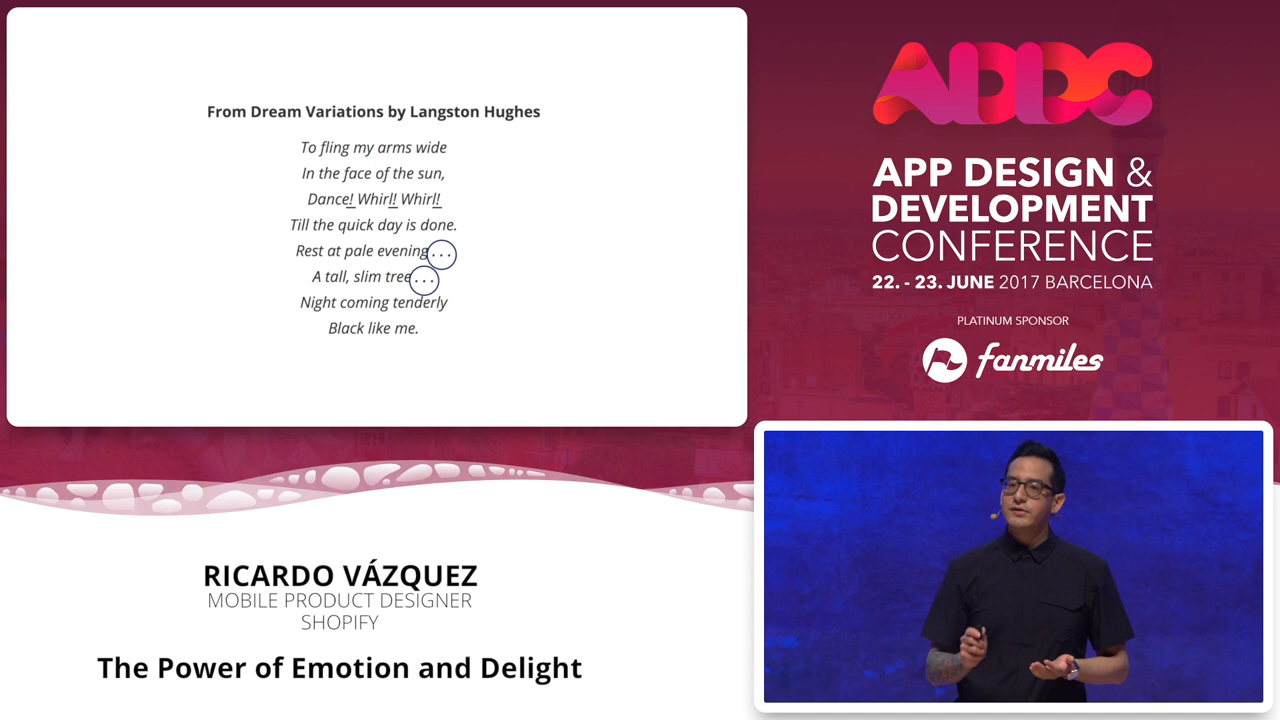 From Dream Variations by Langston Hughes
To fling my arms wide
In the face of the sun,
Dance! Whirl! Whirl!
Till the quick day is done.
Rest at pale evening . . .
A tall, slim tree . . .
Night coming tenderly
Black like me.
ADDC
APP DESIGN &
DEVELOPMENT
CONFERENCE
22. - 23. JUNE 2017 BARCELONA
PLATINUM SPONSOR
fanmiles
RICARDO VÁZQUEZ
MOBILE PRODUCT DESIGNER
SHOPIFY
The Power of Emotion and Delight